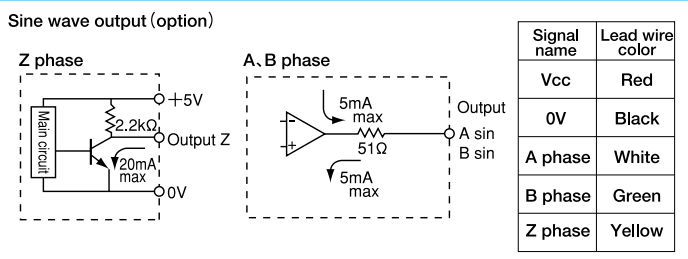 Sine wave output (option)
Z phase
+5V
Main circuit
2.2kΩ
Output Z
20mA
max
0V
A、B phase
5mA
max
Output
A sin
51Ω
B sin
5mA
max
Signal name Lead wire color
Vcc Red
0V Black
A phase White
B phase Green
Z phase Yellow